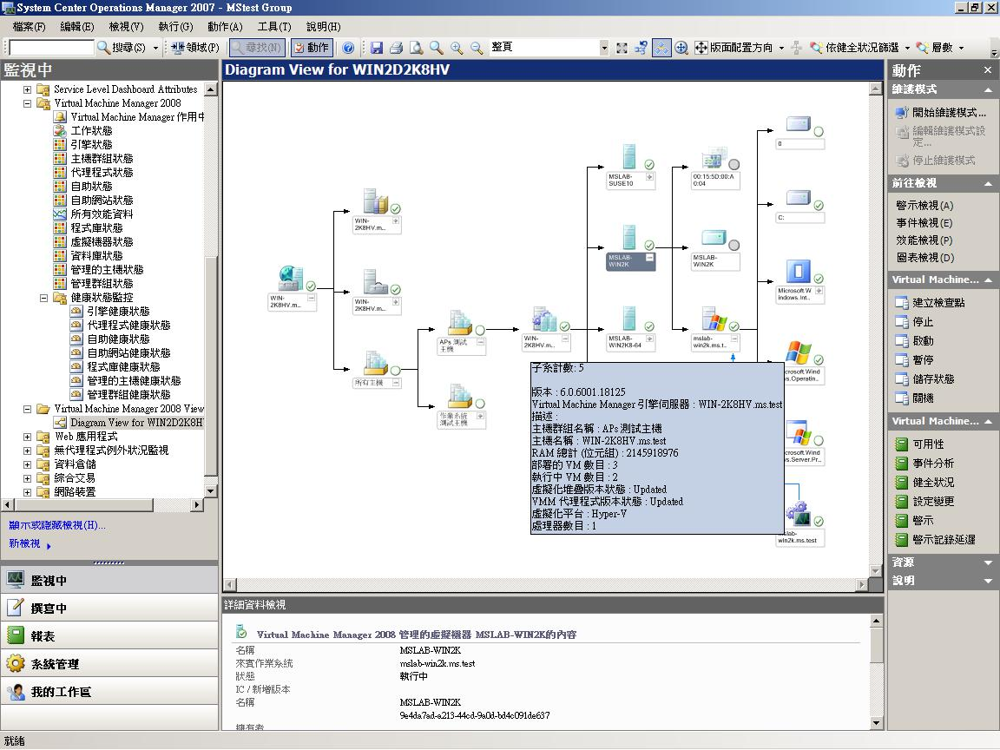 System Center Operations Manager 2007 - MStest Group
檔案(F) 編輯(E) 檢視(V) 執行(G) 動作(A) 工具(T) 說明(H)
搜尋(S) 領域(P) 尋找(N) 動作 整頁 版面配置方向 依健全狀況篩選 層數
監視中
Service Level Dashboard Attributes
Virtual Machine Manager 2008
Virtual Machine Manager 作用中
工作狀態
引擎狀態
主機群組狀態
代理程式狀態
自助狀態
自助網站狀態
所有效能資料
程式庫狀態
虛擬機器狀態
資料庫狀態
管理的主機狀態
管理群組狀態
健康狀態監控
引擎健康狀態
代理程式健康狀態
自助健康狀態
自助網站健康狀態
程式庫健康狀態
管理的主機健康狀態
管理群組健康狀態
Virtual Machine Manager 2008 View
Diagram View for WIN2D2K8H
Web 應用程式
無代理程式例外狀況監視
資料倉儲
綜合交易
網路裝置
顯示或隱藏檢視(H)...
新檢視
監視中
撰寫中
報表
系統管理
我的工作區
Diagram View for WIN2D2K8HV
WIN-
2K8HV.m...
WIN-
2K8HV.m...
WIN-
2K8HV.m...
所有主機
APs 測試
主機
作業系統
測試主機
WIN-
2K8HV.m...
MSLAB-
SUSE10
MSLAB-
WIN2K
MSLAB-
WIN2K8-64
00:15:5D:00:A
0:04
MSLAB-
WIN2K
mslab-
win2k.ms.t...
0
C:
Microsoft W
indows.Int...
crosoft.Wind
ws.Operatin...
crosoft.Wind
ws.Server.Pr...
slab-
win2k.ms.test
子系計數: 5
版本 : 6.0.6001.18125
Virtual Machine Manager 引擎伺服器 : WIN-2K8HV.ms.test
描述 :
主機群組名稱 : APs 測試主機
主機名稱 : WIN-2K8HV.ms.test
RAM 總計 (位元組) : 2145918976
部署的 VM 數目 : 3
執行中 VM 數目 : 2
虛擬化堆疊版本狀態 : Updated
VMM 代理程式版本狀態 : Updated
虛擬化平台 : Hyper-V
處理器數目 : 1
詳細資料檢視
Virtual Machine Manager 2008 管理的虛擬機器 MSLAB-WIN2K的內容
名稱 MSLAB-WIN2K
來賓作業系統 mslab-win2k.ms.test
狀態 執行中
IC / 新增版本
名稱 MSLAB-WIN2K
9e4da7ad-a213-44cd-9a0d-bd4c091de637
擁有者
動作
維護模式
開始維護模式...
編輯維護模式設
定...
停止維護模式
前往檢視
警示檢視(A)
事件檢視(E)
效能檢視(P)
圖表檢視(D)
Virtual Machine...
建立檢查點
停止
啟動
暫停
儲存狀態
關機
Virtual Machine...
可用性
事件分析
健全狀況
設定變更
警示
警示記錄延遲
資源
說明
就緒